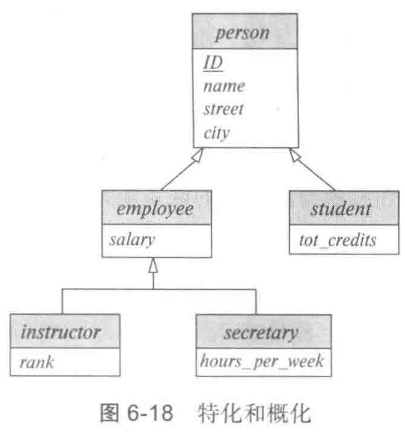 person
ID
name
street
city
employee
salary
student
tot_credits
instructor
rank
secretary
hours_per_week
图 6-18 特化和概化